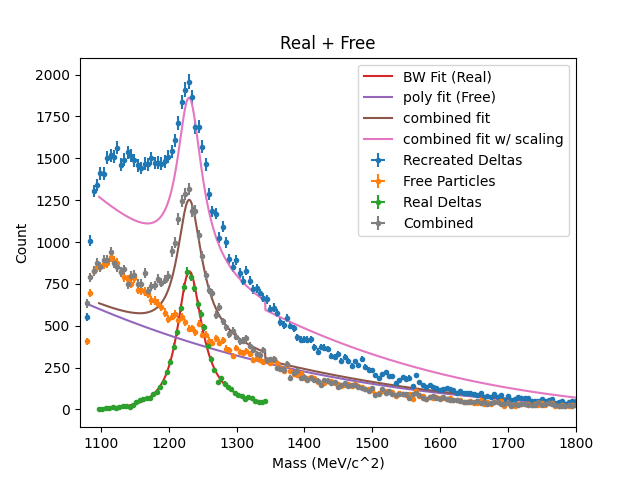 Real + Free
BW Fit (Real)
poly fit (Free)
combined fit
combined fit w/ scaling
Recreated Deltas
Free Particles
Real Deltas
Combined
2000
1750
1500
1250
1000
750
500
250
0
Count
1100 1200 1300 1400 1500 1600 1700 1800
Mass (MeV/c^2)